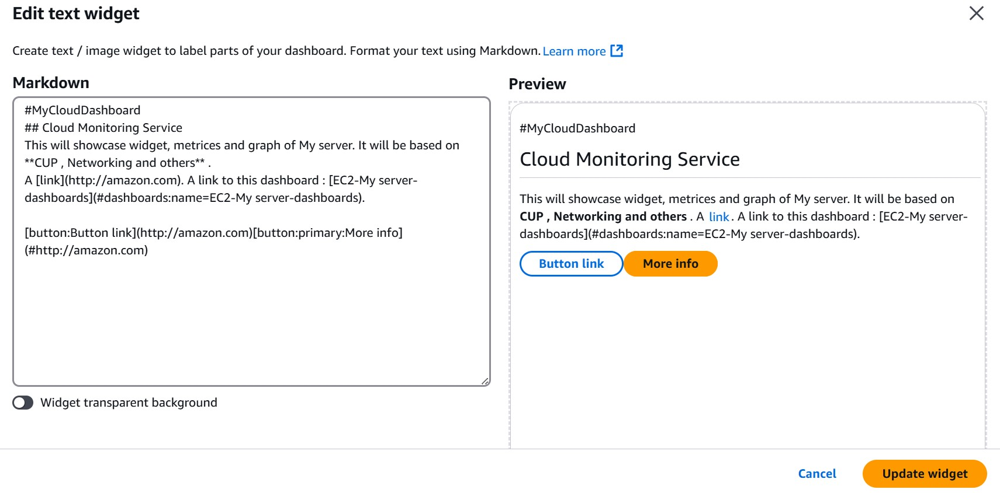 Edit text widget
Create text / image widget to label parts of your dashboard. Format your text using Markdown. Learn more
Markdown
#MyCloudDashboard
## Cloud Monitoring Service
This will showcase widget, metrices and graph of My server. It will be based on
**CUP , Networking and others** .
A [link](http://amazon.com). A link to this dashboard : [EC2-My server-
dashboards](#dashboards:name=EC2-My server-dashboards).
[button:Button link](http://amazon.com)[button:primary:More info]
(#http://amazon.com)
Widget transparent background
Preview
#MyCloudDashboard
Cloud Monitoring Service
This will showcase widget, metrices and graph of My server. It will be based on
CUP , Networking and others . A link . A link to this dashboard : [EC2-My server-
dashboards](#dashboards:name=EC2-My server-dashboards).
Button link More info
Cancel Update widget